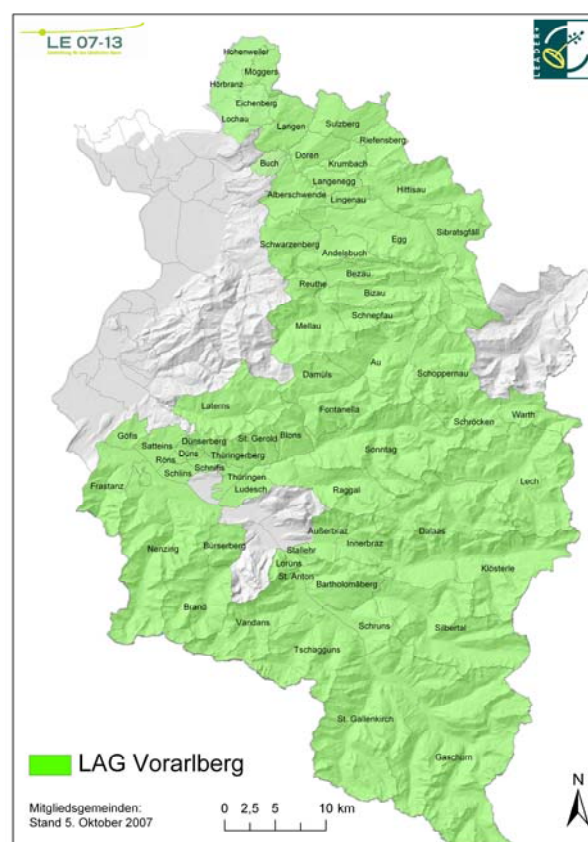 LE 07-13
LEADER+
Hohenweiler
Möggers
Hörbranz
Eichenberg
Lochau
Langen
Sulzberg
Riefensberg
Buch
Doren
Krumbach
Langenegg
Hittisau
Alberschwende
Lingenau
Sibratsgfäll
Schwarzenberg
Egg
Andelsbuch
Bezau
Reuthe
Bizau
Schnepfau
Mellau
Au
Damüls
Schoppernau
Laterns
Fontanella
Schröcken
Warth
Göfis
Satteins
Dünserberg
St. Gerold
Blons
Düns
Röns
Thüringerberg
Sonntag
Schlins
Schnifis
Thüringen
Frastanz
Ludesch
Raggal
Lech
Außerbraz
Dalaas
Nenzing
Bürserberg
Stallehr
Innerbraz
Lorüns
Klösterle
St. Anton
Bartholomäberg
Brand
Vandans
Schruns
Silbertal
Tschagguns
St. Gallenkirch
Gaschurn
LAG Vorarlberg
Mitgliedsgemeinden:
Stand 5. Oktober 2007
0 2,5 5 10 km
N